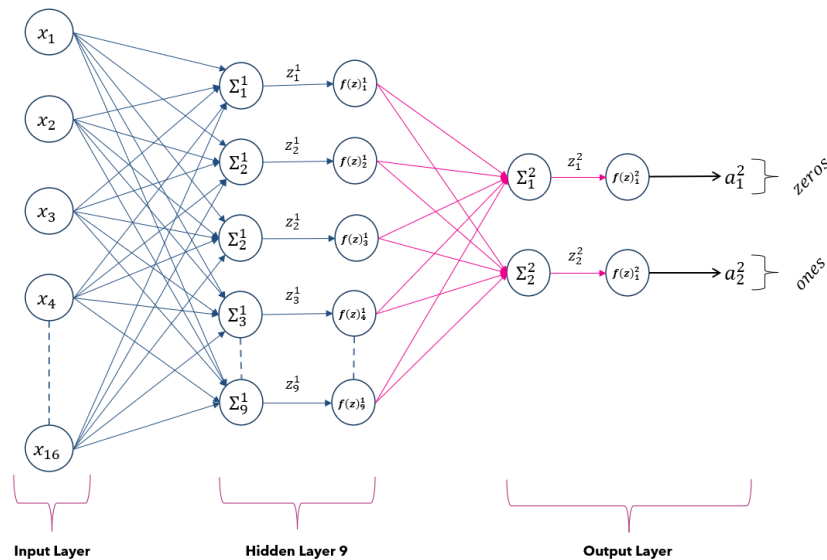 x₁
x₂
x₃
x₄
x₁₆
Σ₁¹ z₁¹ f(z)₁¹
Σ₂¹ z₂¹ f(z)₂¹
Σ₂¹ z₂¹ f(z)₃¹
Σ₃¹ z₃¹ f(z)₄¹
Σ₉¹ z₉¹ f(z)₉¹
Σ₁² z₁² f(z)₁² a₁² zeros
Σ₂² z₂² f(z)₁² a₂² ones
Input Layer
Hidden Layer 9
Output Layer